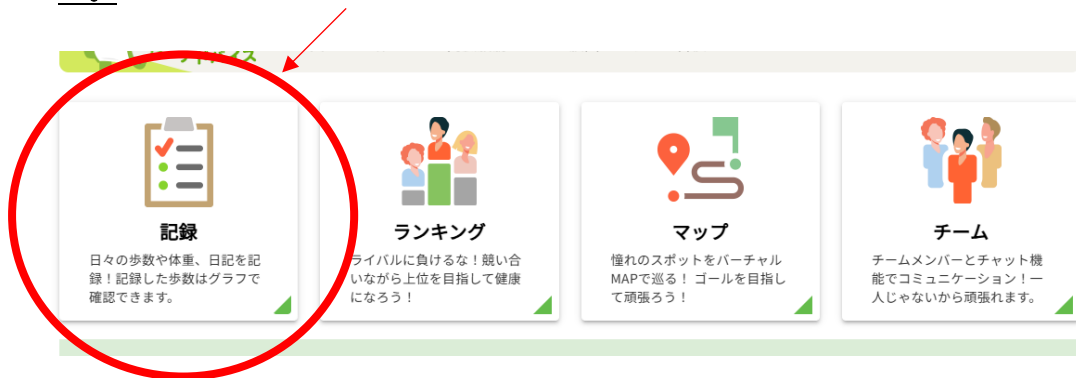 記録
日々の歩数や体重、日記を記
録！記録した歩数はグラフで
確認できます。
ランキング
ライバルに負けるな！競い合
いながら上位を目指して健康
になろう！
マップ
憧れのスポットをバーチャル
MAPで巡る！ ゴールを目指し
て頑張ろう！
チーム
チームメンバーとチャット機
能でコミュニケーション！一
人じゃないから頑張れます。